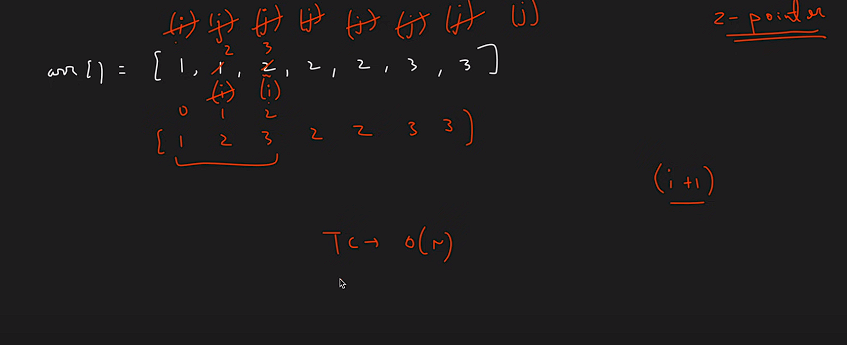 (i) (j) (j) (j) (j) (j) (j) (j) 2-pointer
2 3
arr[] = [1, 1, 2, 2, 2, 3, 3]
(i) (i)
0 1 2
[1 2 3 2 2 3 3]
(i+1)
TC → O(N)